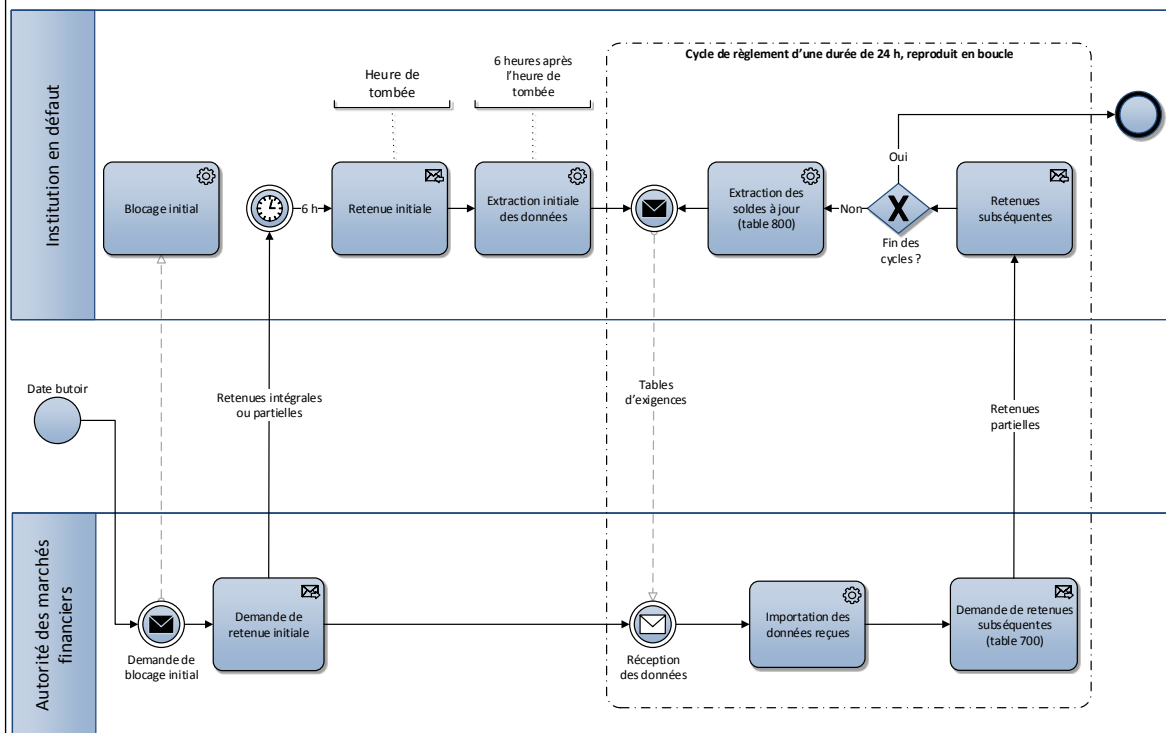 Institution en défaut
Cycle de règlement d'une durée de 24 h, reproduit en boucle
Heure de
tombée
6 heures après
l'heure de
tombée
Blocage initial
6 h
Retenue initiale
Extraction initiale
des données
Extraction des
soldes à jour
(table 800)
Non
Oui
X
Fin des
cycles ?
Retenues
subséquentes
Date butoir
Retenues intégrales
ou partielles
Tables
d'exigences
Retenues
partielles
Autorité des marchés
financiers
Demande de
blocage initial
Demande de
retenue initiale
Réception
des données
Importation des
données reçues
Demande de retenues
subséquentes
(table 700)